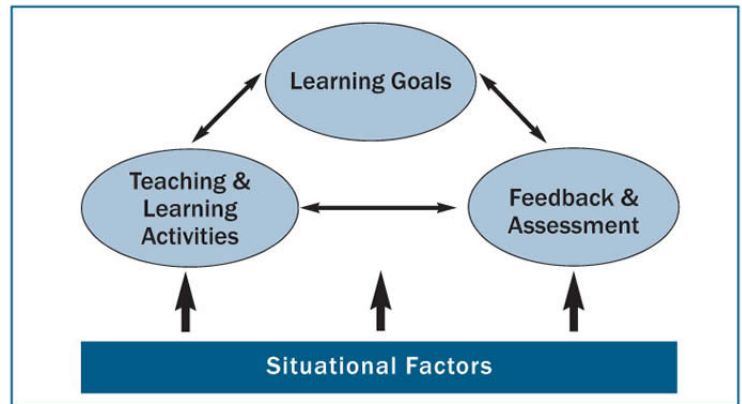 Learning Goals
Teaching &
Learning
Activities
Feedback &
Assessment
Situational Factors